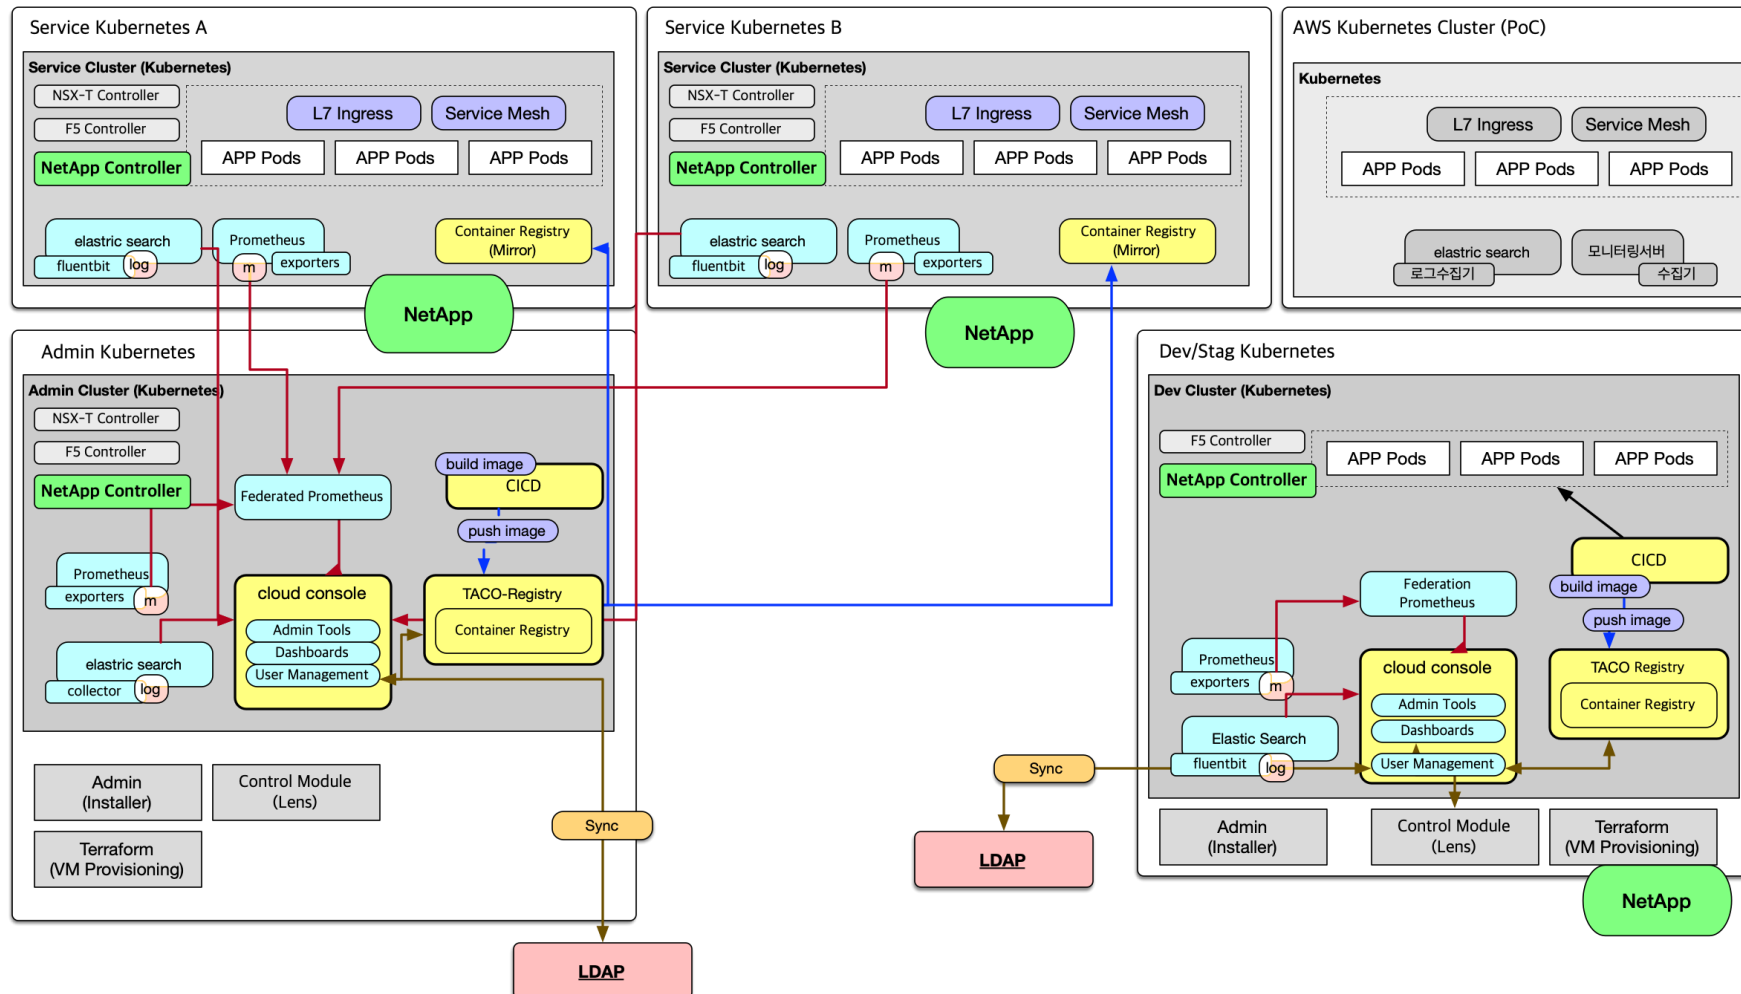 Service Kubernetes A
Service Cluster (Kubernetes)
NSX-T Controller
F5 Controller
NetApp Controller
L7 Ingress
Service Mesh
APP Pods
APP Pods
APP Pods
elastric search
fluentbit
log
Prometheus
m
exporters
Container Registry
(Mirror)
NetApp
Service Kubernetes B
Service Cluster (Kubernetes)
NSX-T Controller
F5 Controller
NetApp Controller
L7 Ingress
Service Mesh
APP Pods
APP Pods
APP Pods
elastric search
fluentbit
log
Prometheus
m
exporters
Container Registry
(Mirror)
NetApp
AWS Kubernetes Cluster (PoC)
Kubernetes
L7 Ingress
Service Mesh
APP Pods
APP Pods
APP Pods
elastric search
로그수집기
모니터링서버
수집기
Admin Kubernetes
Admin Cluster (Kubernetes)
NSX-T Controller
F5 Controller
NetApp Controller
Federated Prometheus
build image
CICD
push image
Prometheus
exporters
m
elastric search
collector
log
cloud console
Admin Tools
Dashboards
User Management
TACO-Registry
Container Registry
Admin
(Installer)
Control Module
(Lens)
Terraform
(VM Provisioning)
Sync
LDAP
Dev/Stag Kubernetes
Dev Cluster (Kubernetes)
F5 Controller
NetApp Controller
APP Pods
APP Pods
APP Pods
CICD
build image
push image
Federation
Prometheus
Prometheus
exporters
m
Elastic Search
fluentbit
log
cloud console
Admin Tools
Dashboards
User Management
TACO Registry
Container Registry
Sync
LDAP
Admin
(Installer)
Control Module
(Lens)
Terraform
(VM Provisioning)
NetApp